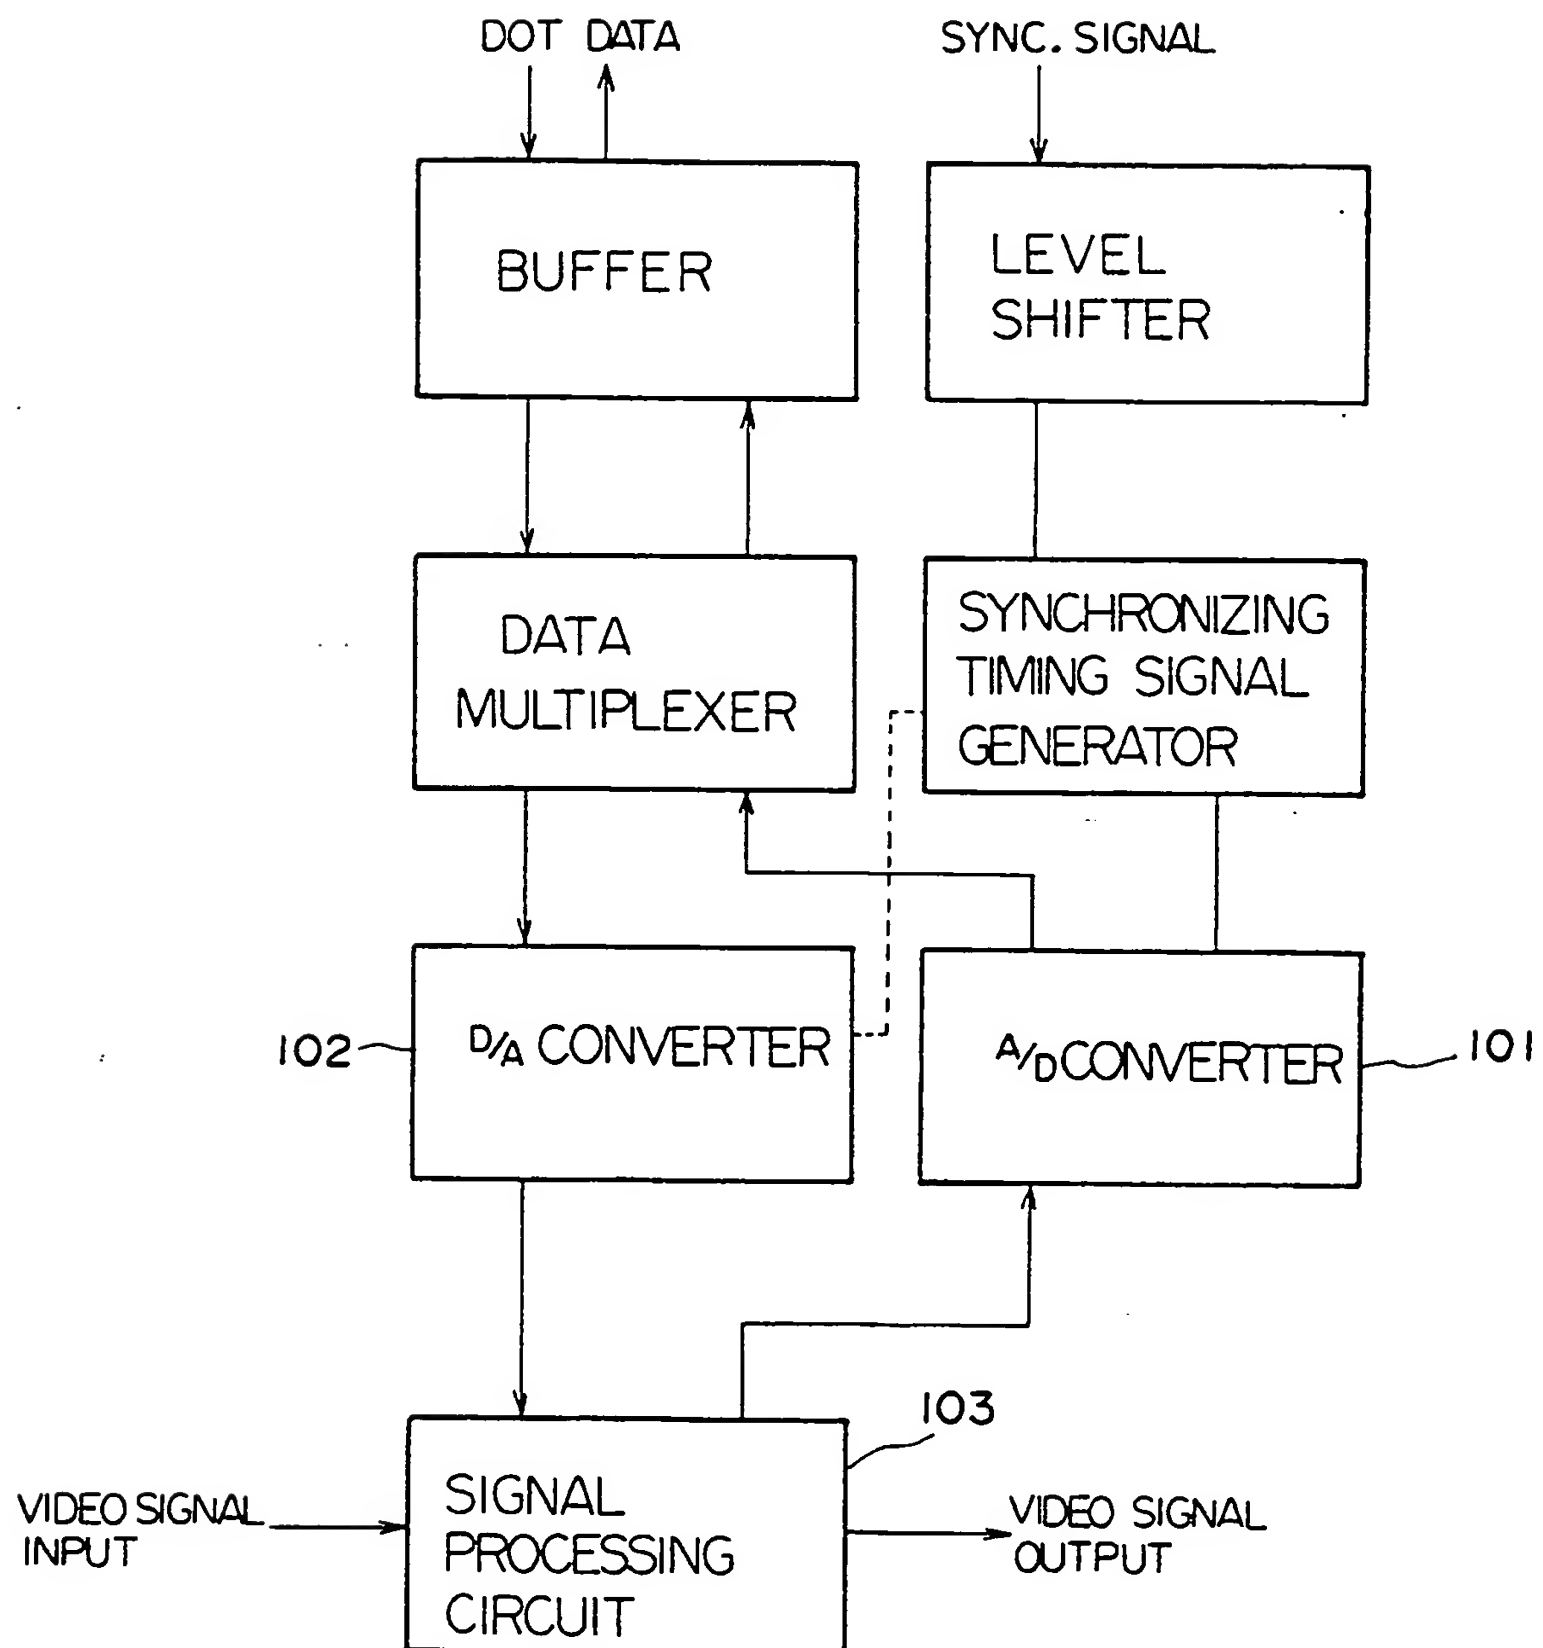 DOT DATA
SYNC. SIGNAL
BUFFER
LEVEL
SHIFTER
DATA
MULTIPLEXER
SYNCHRONIZING
TIMING SIGNAL
GENERATOR
102
D/A CONVERTER
A/D CONVERTER
101
103
VIDEO SIGNAL
INPUT
SIGNAL
PROCESSING
CIRCUIT
VIDEO SIGNAL
OUTPUT